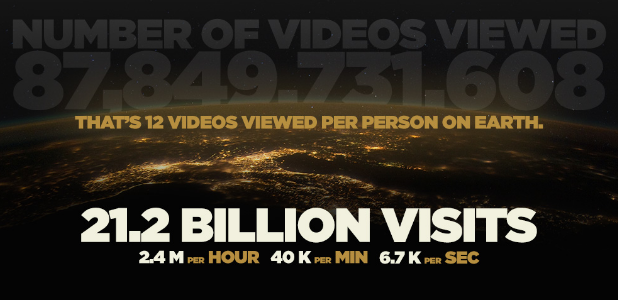 NUMBER OF VIDEOS VIEWED
87,849,731,608
THAT'S 12 VIDEOS VIEWED PER PERSON ON EARTH.
21.2 BILLION VISITS
2.4 M PER HOUR 40 K PER MIN 6.7 K PER SEC